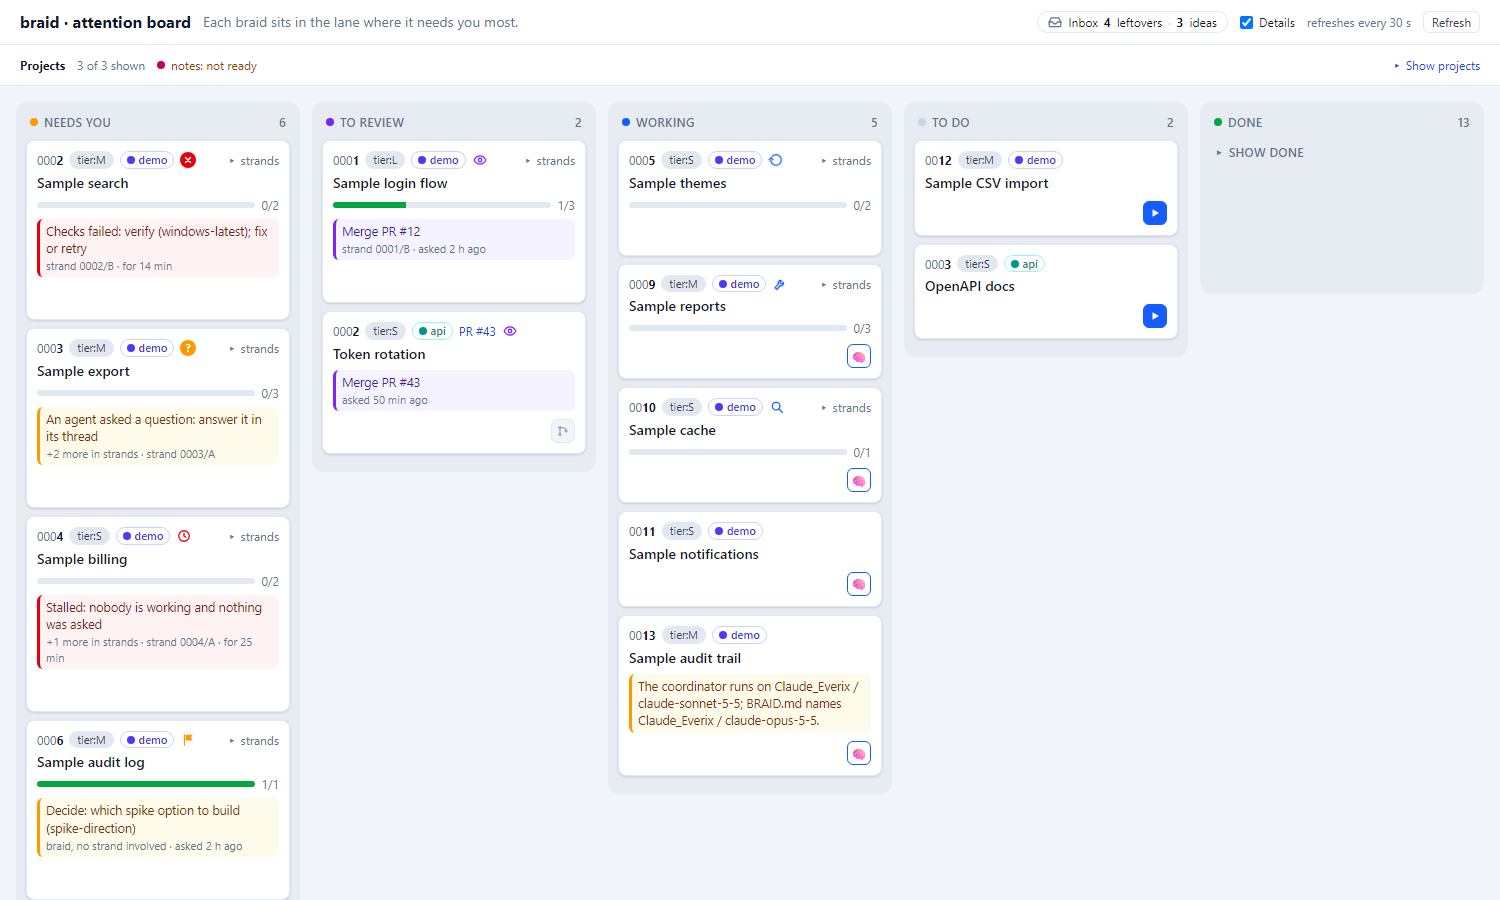 braid · attention board
Each braid sits in the lane where it needs you most.
Inbox 4 leftovers · 3 ideas
Details
refreshes every 30 s
Refresh
Projects
3 of 3 shown
notes: not ready
Show projects
NEEDS YOU
6
0002 tier:M demo strands
Sample search
0/2
Checks failed: verify (windows-latest); fix
or retry
strand 0002/B · for 14 min
0003 tier:M demo ? strands
Sample export
0/3
An agent asked a question: answer it in
its thread
+2 more in strands · strand 0003/A
0004 tier:S demo strands
Sample billing
0/2
Stalled: nobody is working and nothing
was asked
+1 more in strands · strand 0004/A · for 25
min
0006 tier:M demo strands
Sample audit log
1/1
Decide: which spike option to build
(spike-direction)
braid, no strand involved · asked 2 h ago
TO REVIEW
2
0001 tier:L demo strands
Sample login flow
1/3
Merge PR #12
strand 0001/B · asked 2 h ago
0002 tier:S api PR #43
Token rotation
Merge PR #43
asked 50 min ago
WORKING
5
0005 tier:S demo strands
Sample themes
0/2
0009 tier:M demo strands
Sample reports
0/3
0010 tier:S demo strands
Sample cache
0/1
0011 tier:S demo
Sample notifications
0013 tier:M demo
Sample audit trail
The coordinator runs on Claude_Everix /
claude-sonnet-5-5; BRAID.md names
Claude_Everix / claude-opus-5-5.
TO DO
2
0012 tier:M demo
Sample CSV import
0003 tier:S api
OpenAPI docs
DONE
13
SHOW DONE